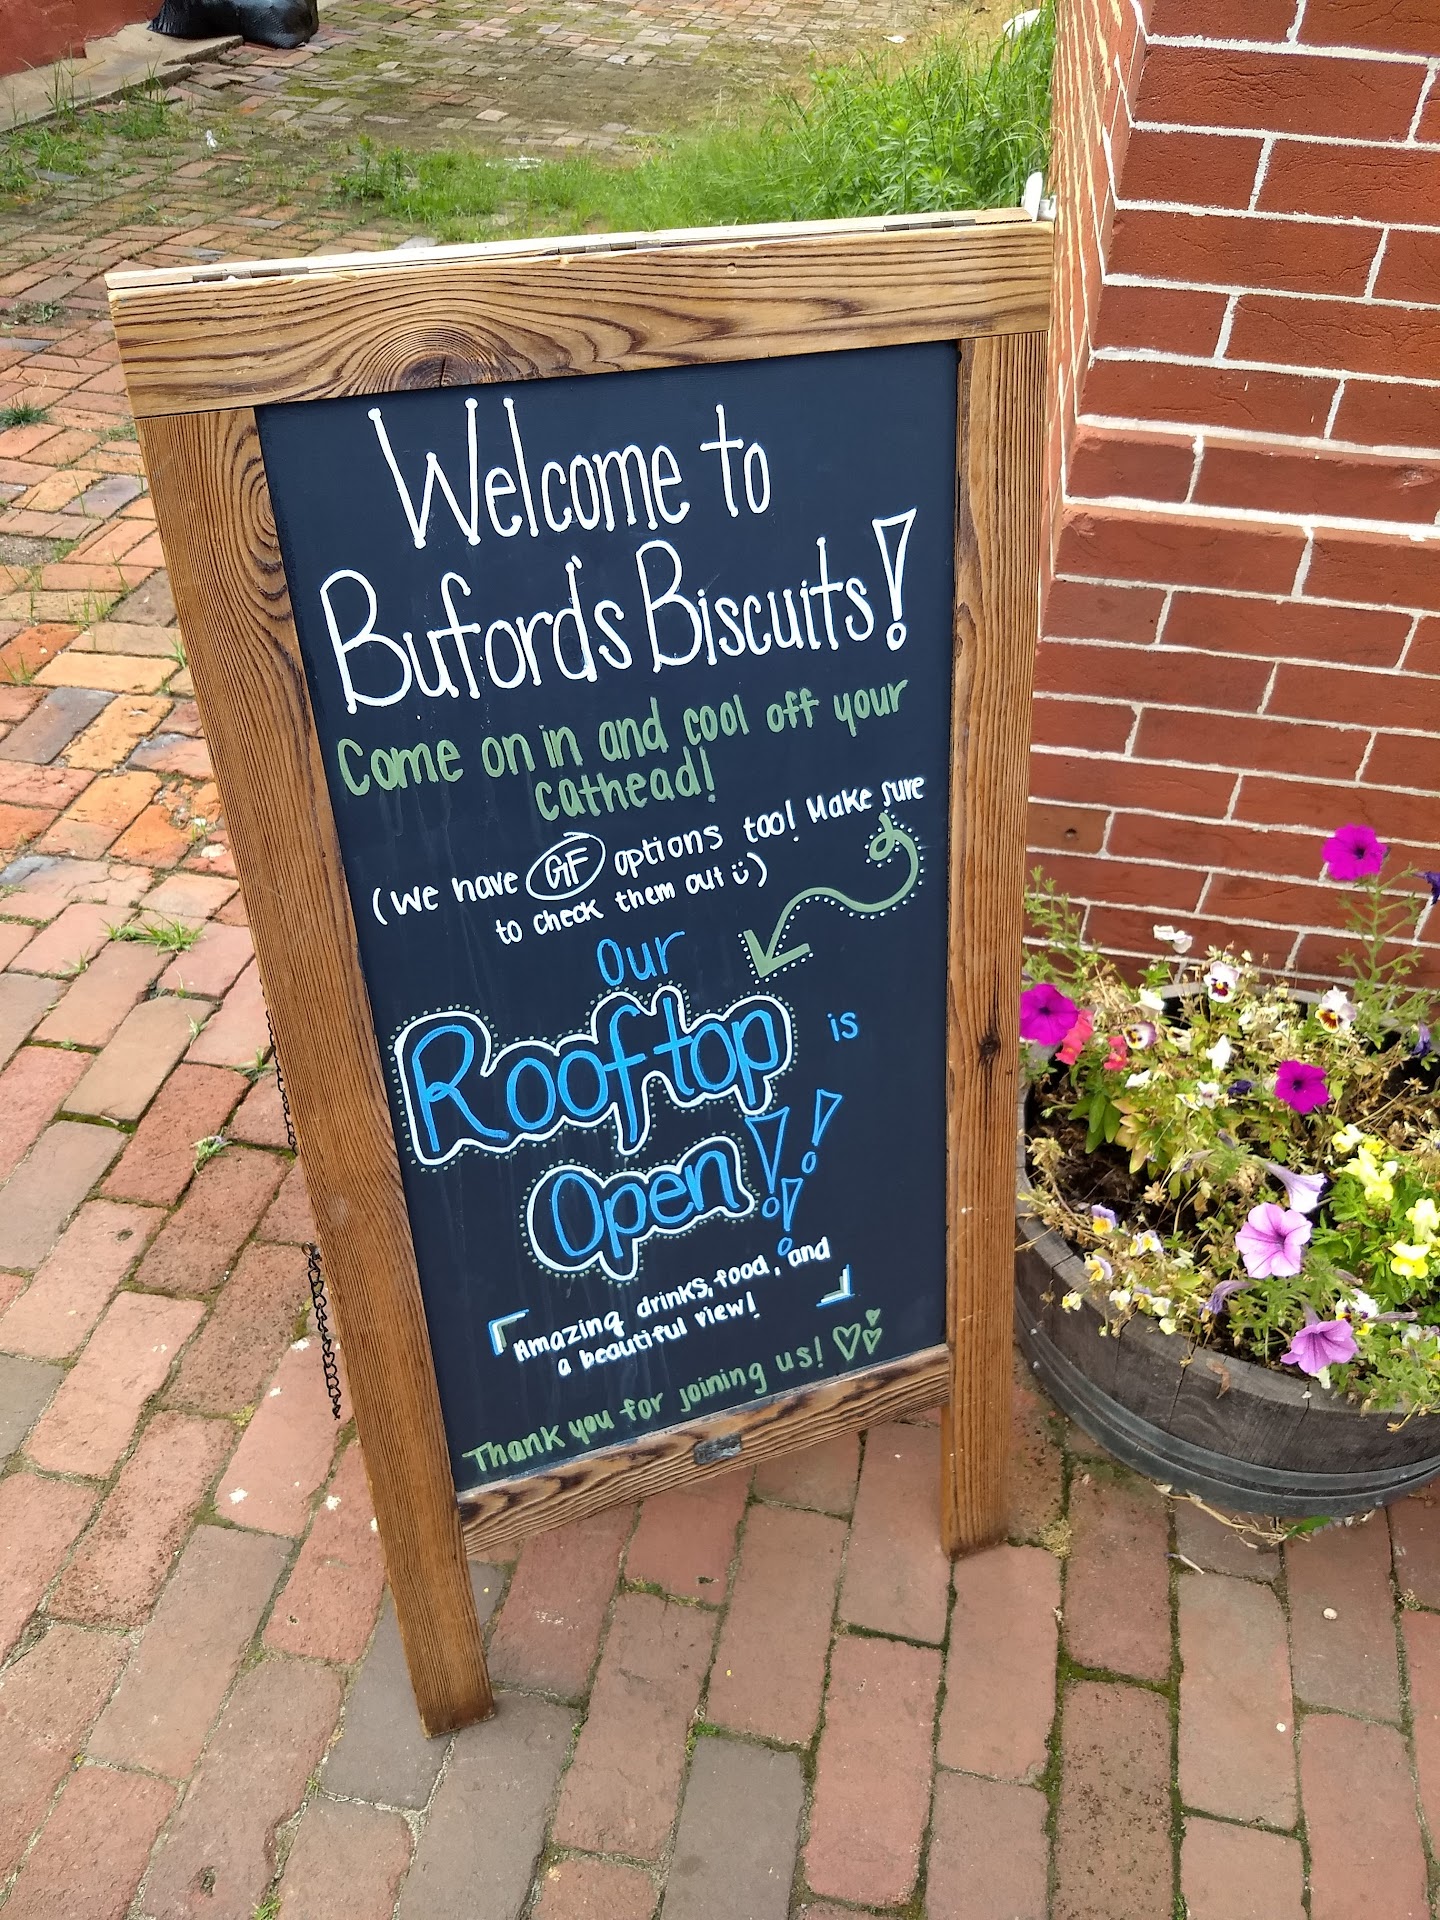 Welcome to
Buford's Biscuits!
Come on in and cool off your
cathead!
(We have GF options too! Make sure
to check them out ü)
Our
Rooftop is
Open!!!
Amazing drinks, food, and
a beautiful view!
Thank you for joining us! ♡♡♡